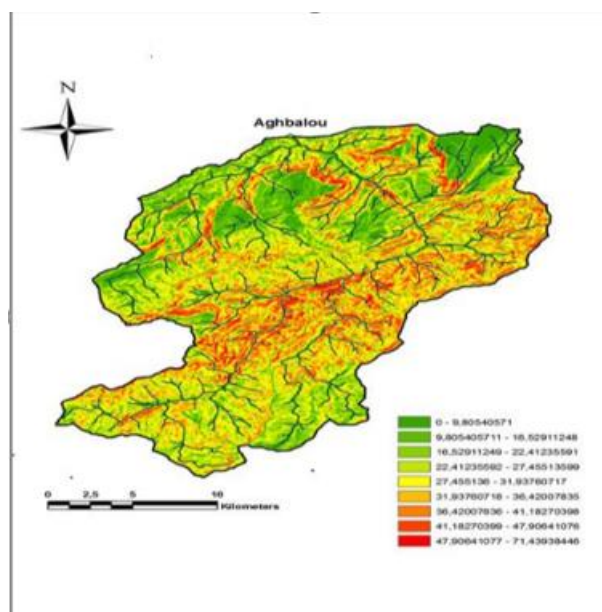 N
Aghbalou
0 - 9,80540571
9,805405711 - 16,52911248
16,52911249 - 22,41235591
22,41235592 - 27,45513599
27,455136 - 31,93760717
31,93760718 - 36,42007835
36,42007836 - 41,18270398
41,18270399 - 47,90641076
47,90641077 - 71,43938446
0 2,5 5 10
Kilometers